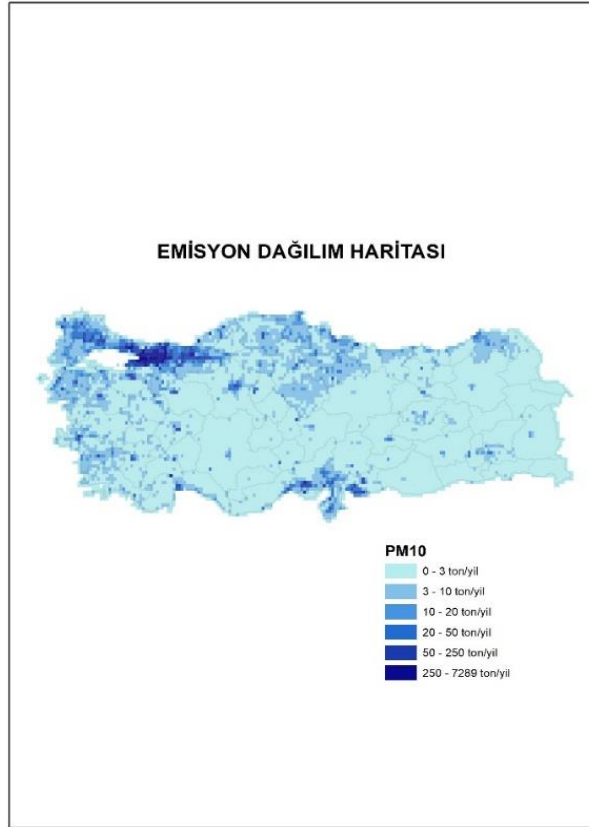 EMİSYON DAĞILIM HARİTASI
PM10
0 - 3 ton/yil
3 - 10 ton/yil
10 - 20 ton/yil
20 - 50 ton/yil
50 - 250 ton/yil
250 - 7289 ton/yil